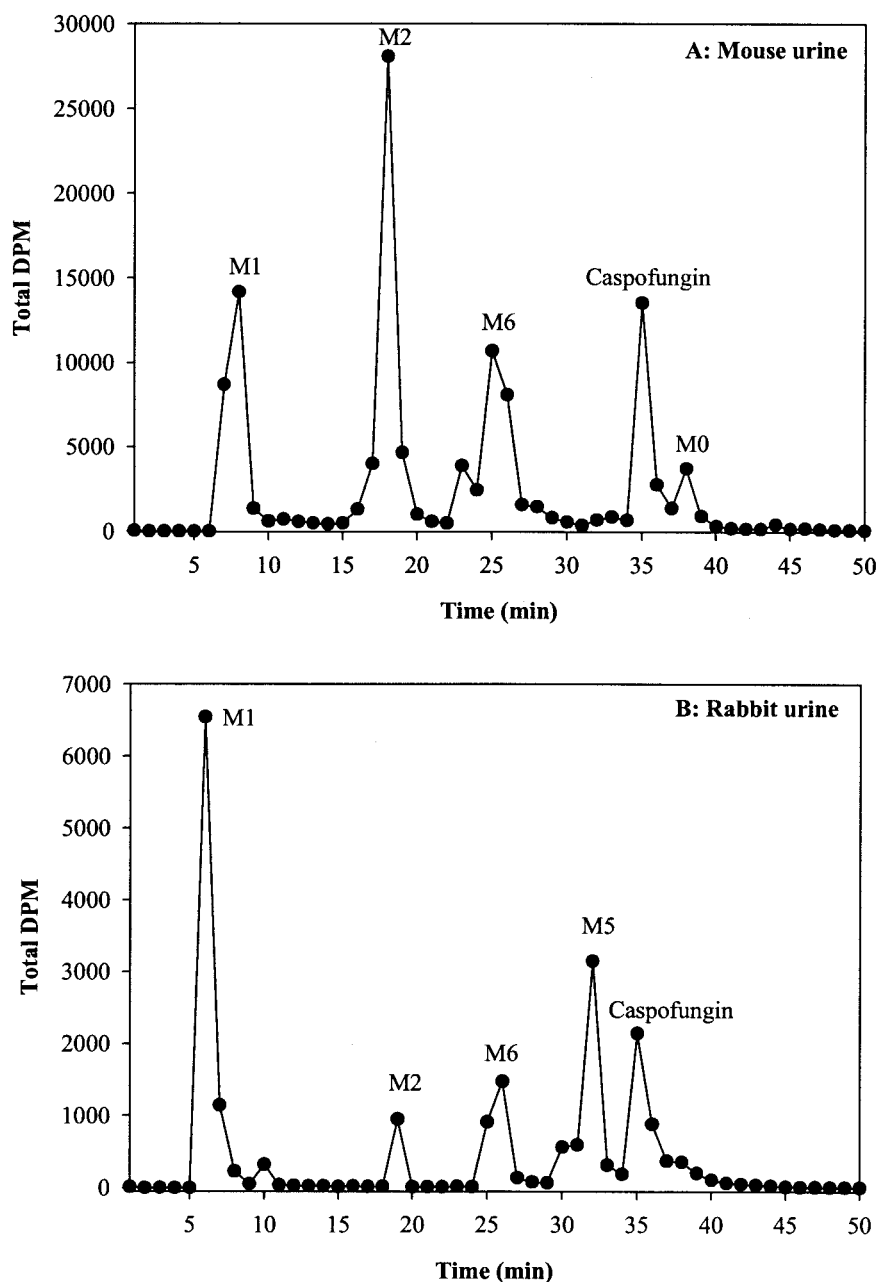 30000
M2
A: Mouse urine
25000
20000
Total DPM
15000
M1
Caspofungin
M6
10000
5000
M0
0
5 10 15 20 25 30 35 40 45 50
Time (min)
7000
B: Rabbit urine
M1
6000
5000
4000
Total DPM
M5
3000
Caspofungin
2000
M6
M2
1000
0
5 10 15 20 25 30 35 40 45 50
Time (min)